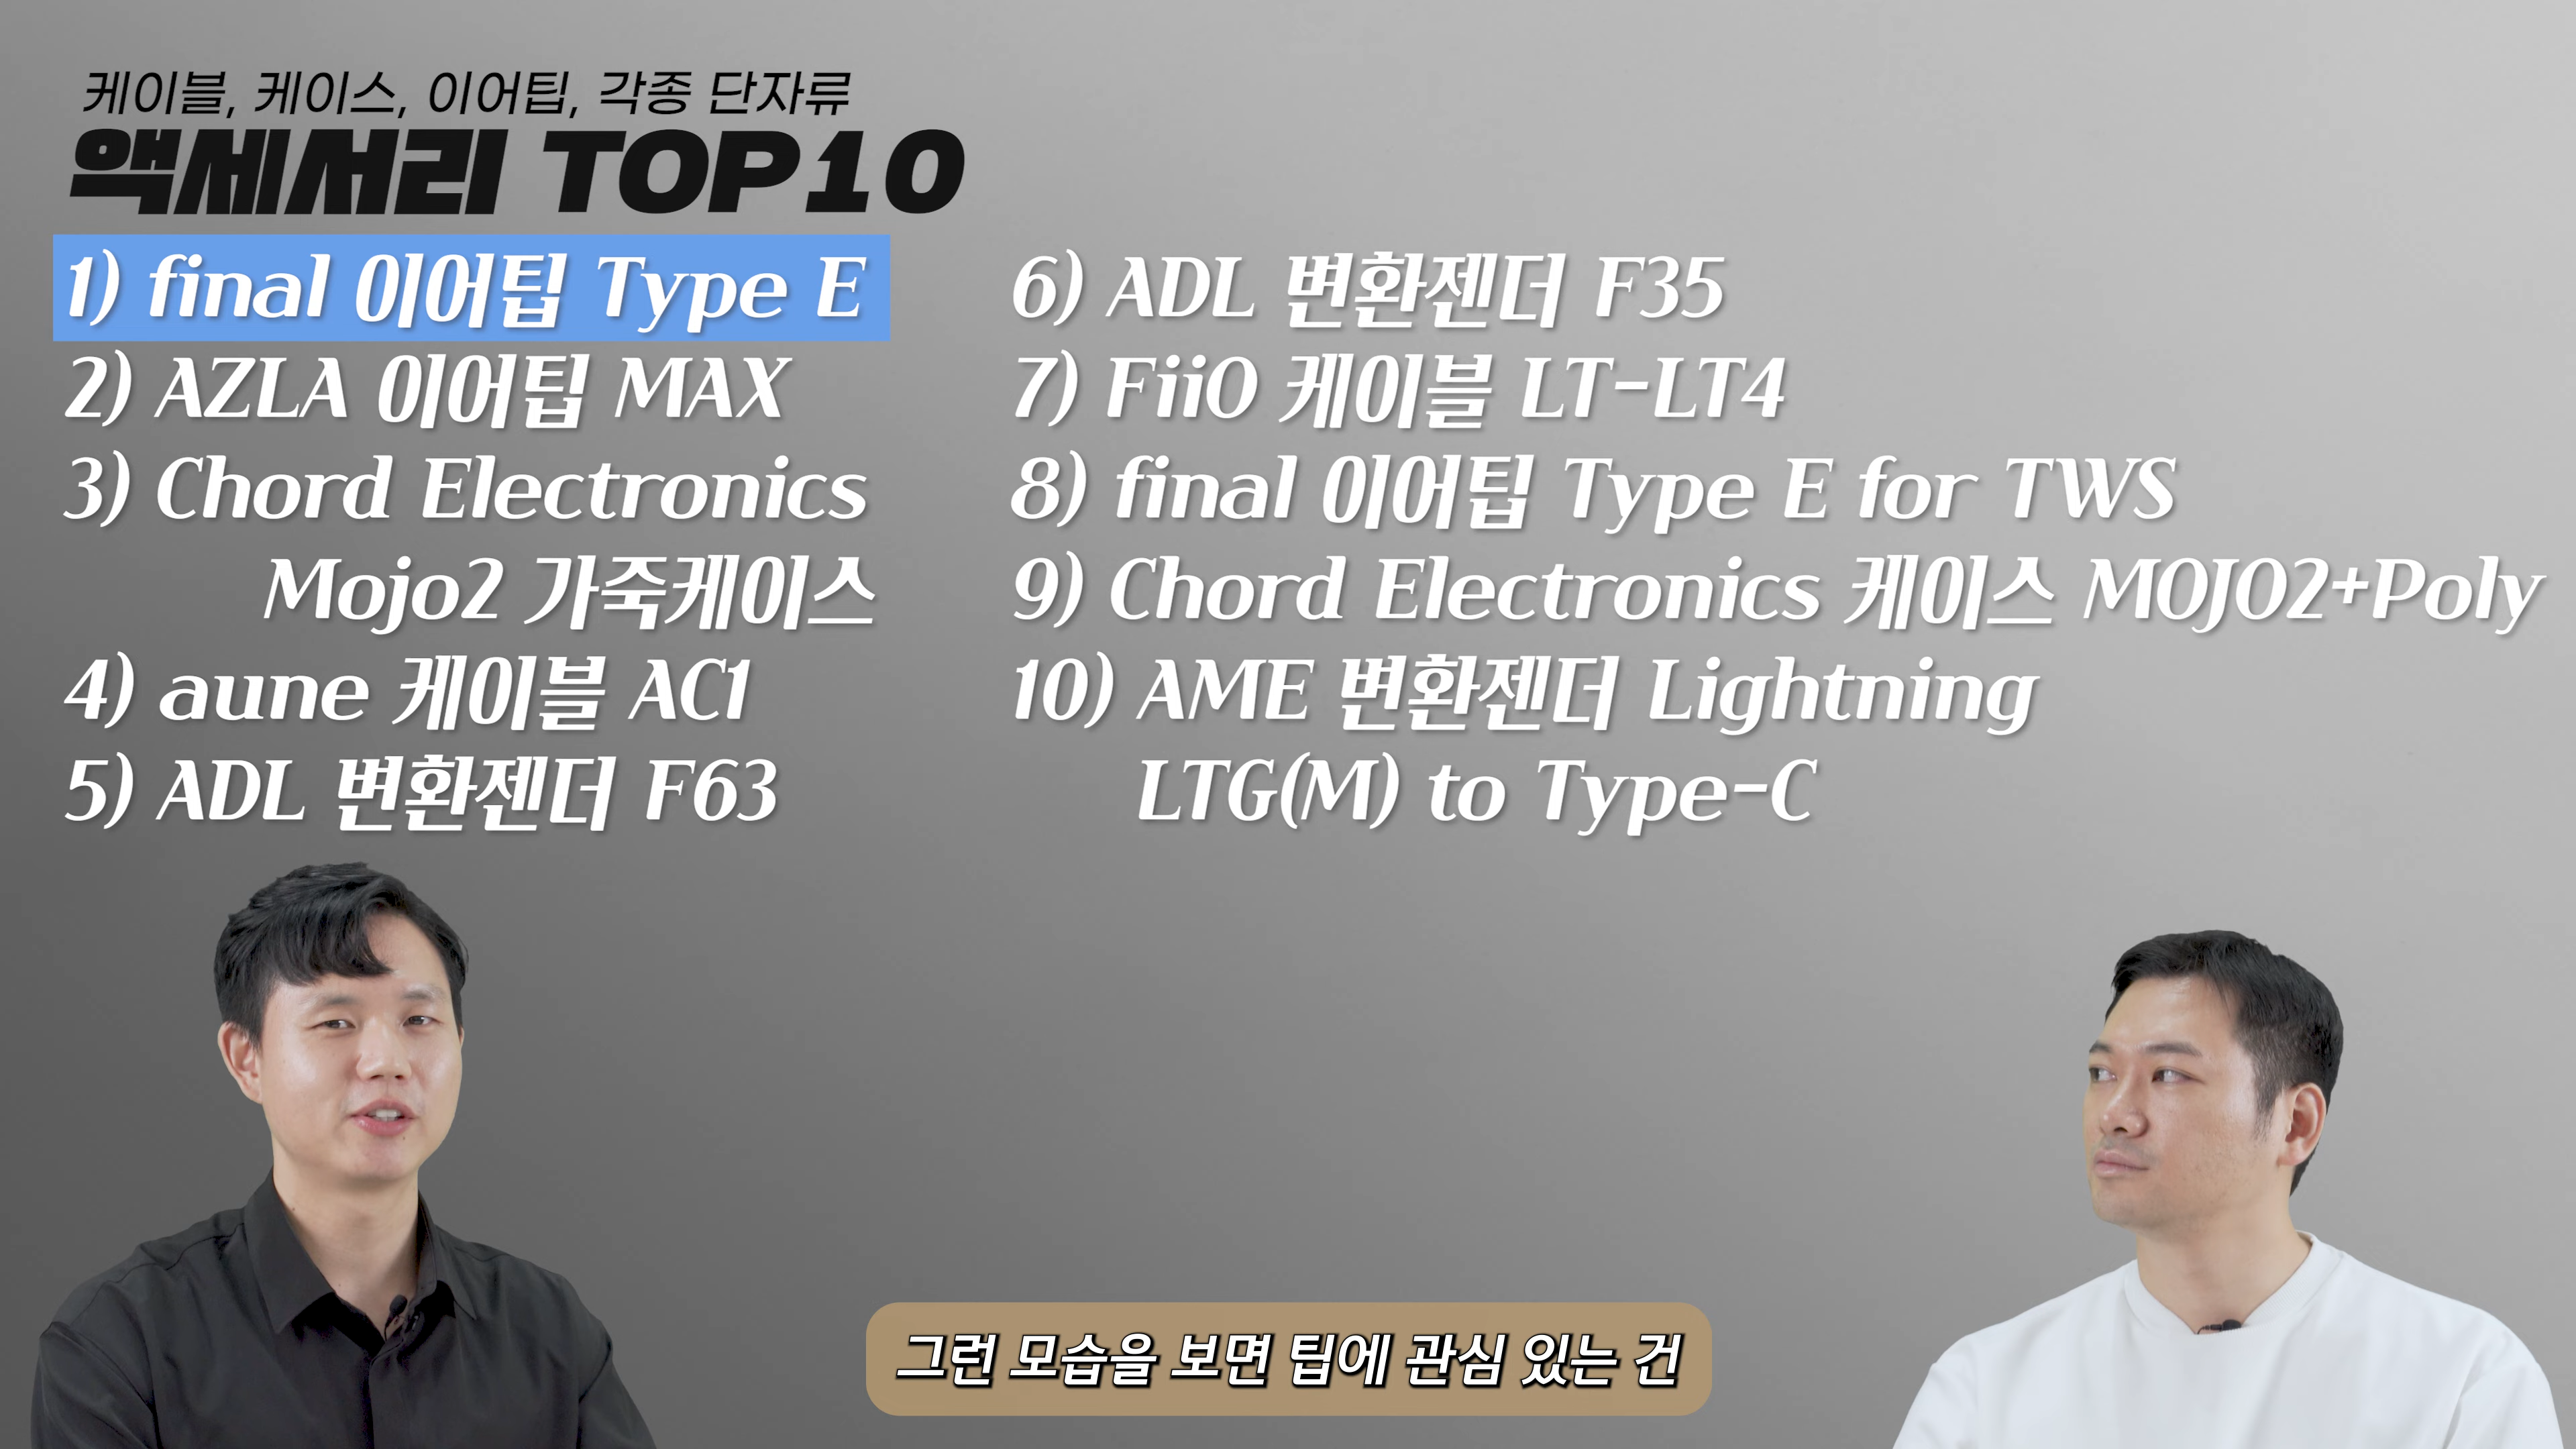 케이블, 케이스, 이어팁, 각종 단자류
액세서리 TOP10
1) final 이어팁 Type E
2) AZLA 이어팁 MAX
3) Chord Electronics
Mojo2 가죽케이스
4) aune 케이블 AC1
5) ADL 변환젠더 F63
6) ADL 변환젠더 F35
7) FiiO 케이블 LT-LT4
8) final 이어팁 Type E for TWS
9) Chord Electronics 케이스 MOJO2+Poly
10) AME 변환젠더 Lightning
LTG(M) to Type-C
그런 모습을 보면 팁에 관심 있는 건